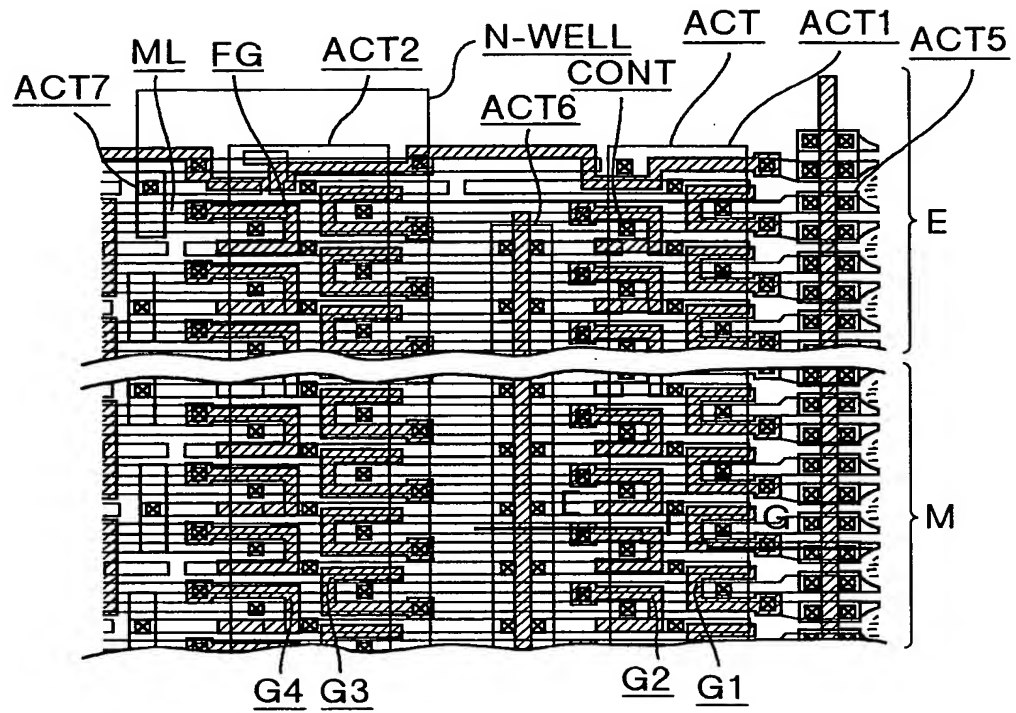 ACT7
ML
FG
ACT2
N-WELL
ACT6
CONT
ACT
ACT1
ACT5
E
G
M
G4
G3
G2
G1